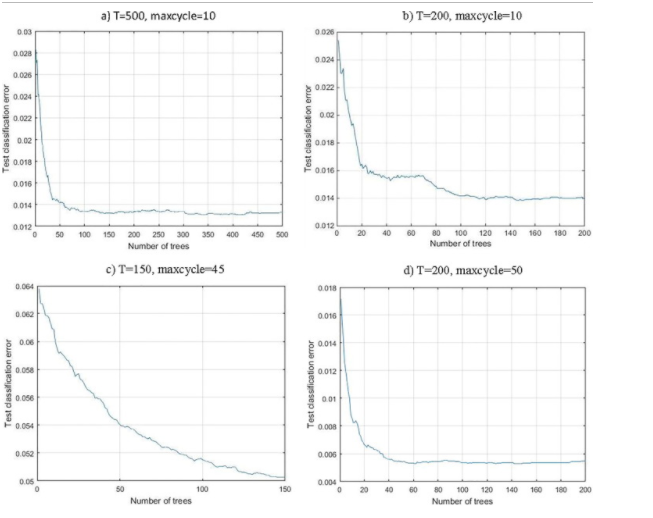 a) T=500, maxcycle=10
0.03
0.028
0.026
0.024
0.022
0.02
0.018
0.016
0.014
0.012
Test classification error
0 50 100 150 200 250 300 350 400 450 500
Number of trees
b) T=200, maxcycle=10
0.026
0.024
0.022
0.02
0.018
0.016
0.014
0.012
Test classification error
0 20 40 60 80 100 120 140 160 180 200
Number of trees
c) T=150, maxcycle=45
0.064
0.062
0.06
0.058
0.056
0.054
0.052
0.05
Test classification error
0 50 100 150
Number of trees
d) T=200, maxcycle=50
0.018
0.016
0.014
0.012
0.01
0.008
0.006
0.004
Test classification error
0 20 40 60 80 100 120 140 160 180 200
Number of trees